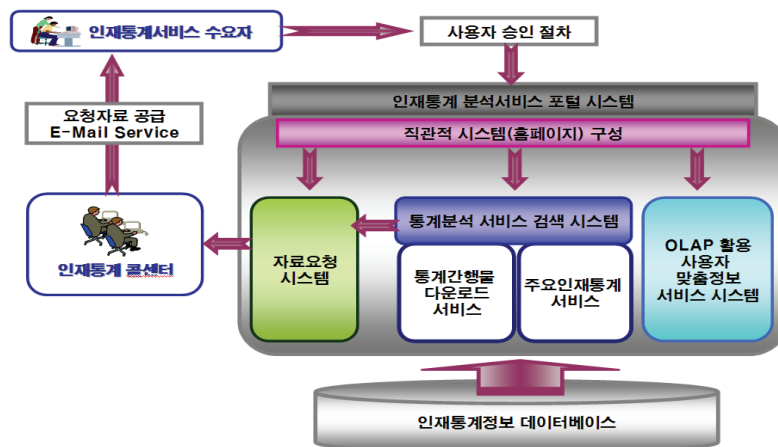 인재통계서비스 수요자
사용자 승인 절차
인재통계 분석서비스 포털 시스템
직관적 시스템(홈페이지) 구성
요청자료 공급
E-Mail Service
인재통계 콜센터
자료요청
시스템
통계분석 서비스 검색 시스템
통계간행물
다운로드
서비스
주요인재통계
서비스
OLAP 활용
사용자
맞춤정보
서비스 시스템
인재통계정보 데이터베이스